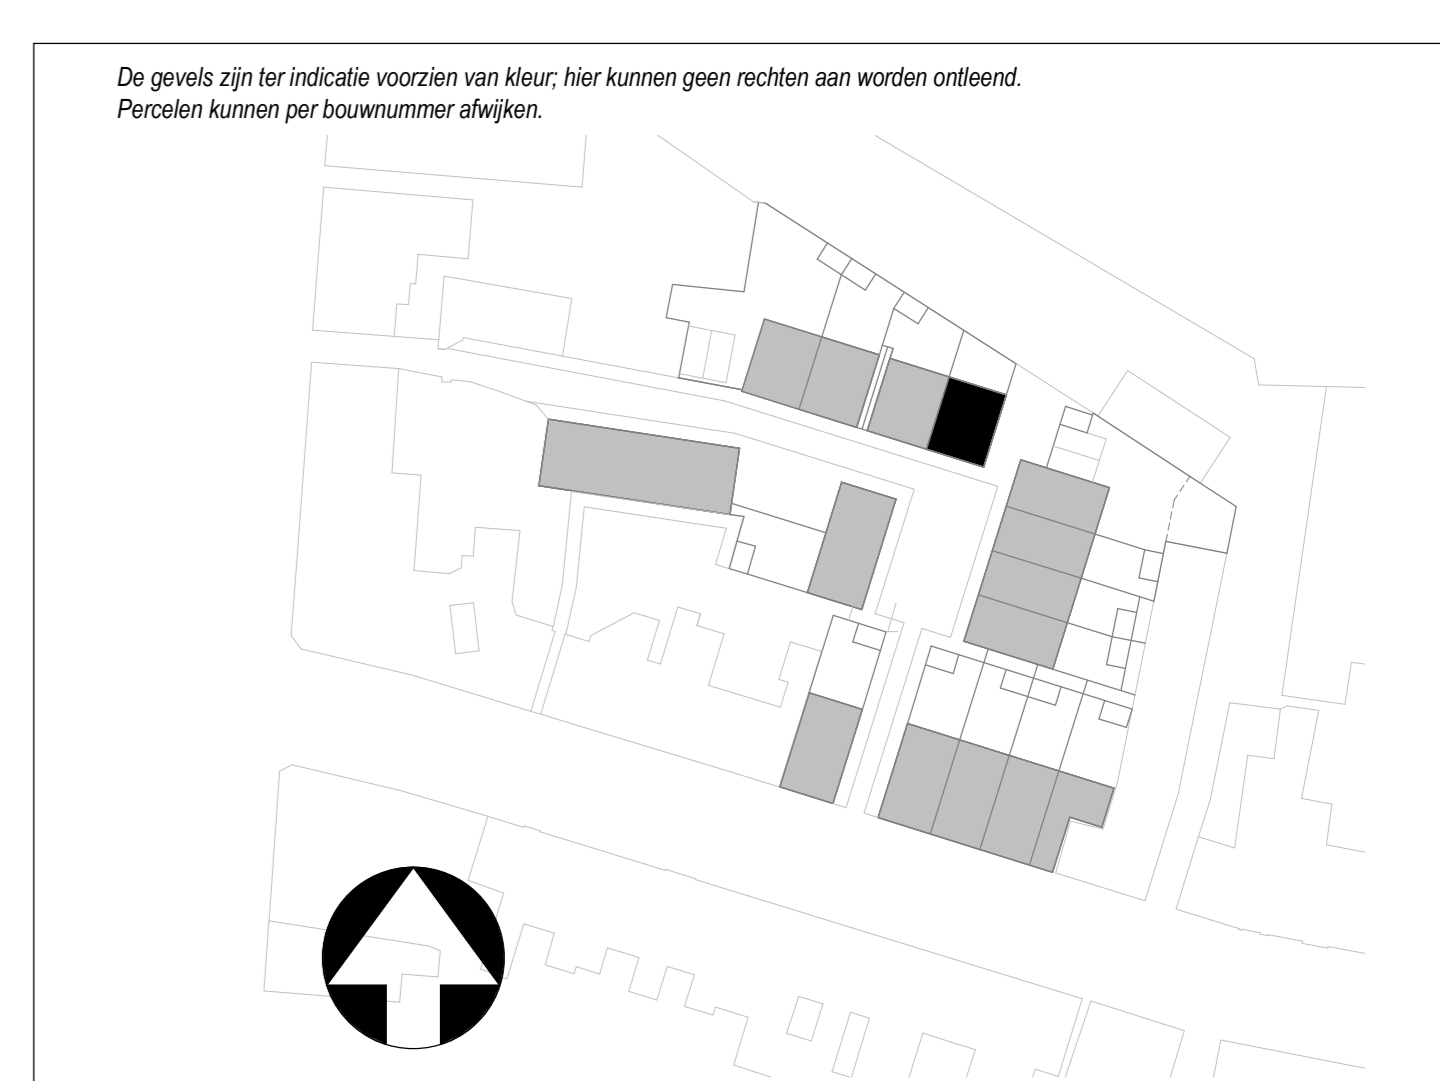 De gevels zijn ter indicatie voorzien van kleur; hier kunnen geen rechten aan worden ontleend.
Percelen kunnen per bouwnummer afwijken.